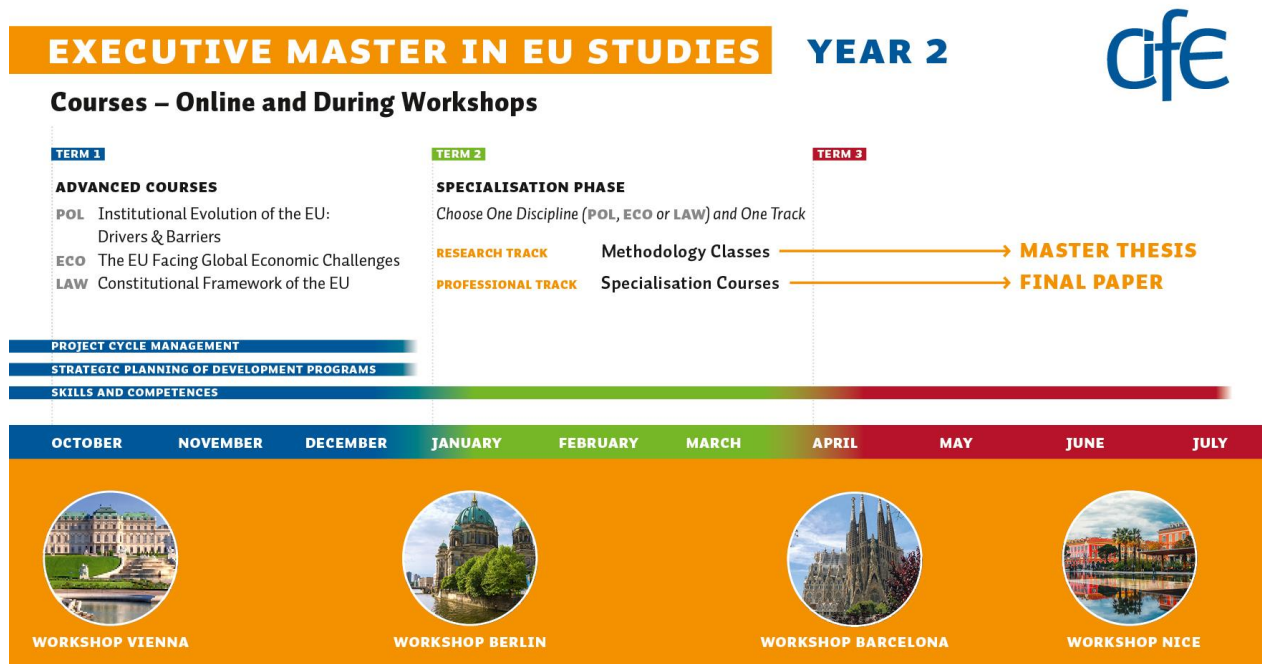 EXECUTIVE MASTER IN EU STUDIES
YEAR 2
cifE
Courses – Online and During Workshops
TERM 1
ADVANCED COURSES
POL Institutional Evolution of the EU:
Drivers & Barriers
ECO The EU Facing Global Economic Challenges
LAW Constitutional Framework of the EU
TERM 2
SPECIALISATION PHASE
Choose One Discipline (POL, ECO or LAW) and One Track
RESEARCH TRACK Methodology Classes → MASTER THESIS
PROFESSIONAL TRACK Specialisation Courses → FINAL PAPER
TERM 3
PROJECT CYCLE MANAGEMENT
STRATEGIC PLANNING OF DEVELOPMENT PROGRAMS
SKILLS AND COMPETENCES
OCTOBER NOVEMBER DECEMBER JANUARY FEBRUARY MARCH APRIL MAY JUNE JULY
WORKSHOP VIENNA
WORKSHOP BERLIN
WORKSHOP BARCELONA
WORKSHOP NICE